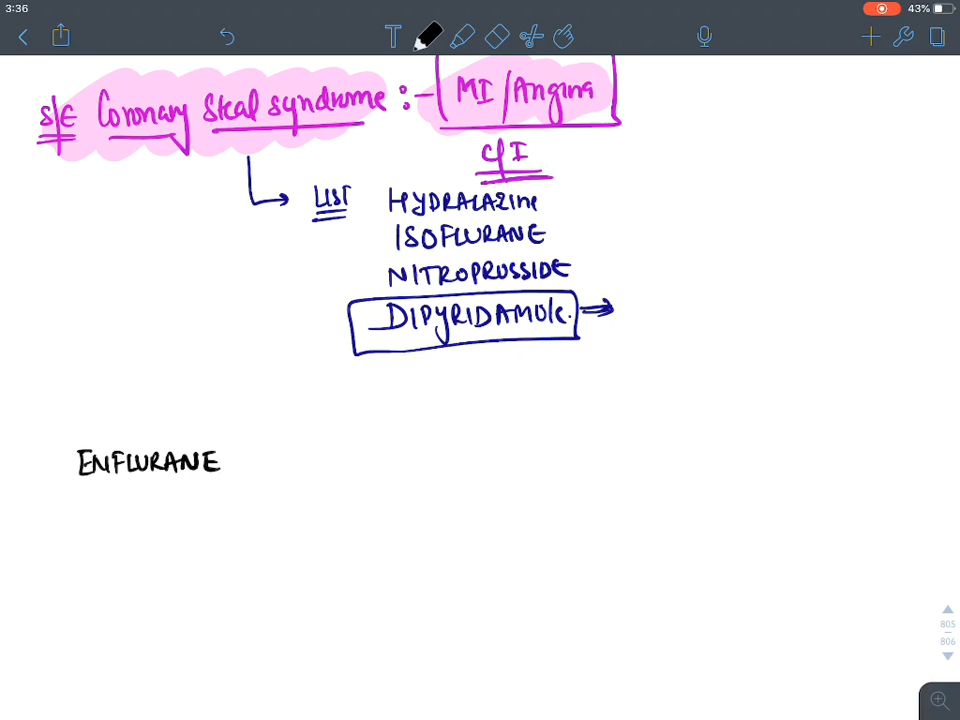 3:36
43%
T
S/E Coronary Steal syndrome :- MI/Angina
C/I
LIST HYDRALAZine
ISOFLURANE
NITROPRUSSIDE
DIPYRIDAMOle.
ENFLURANE
805
806